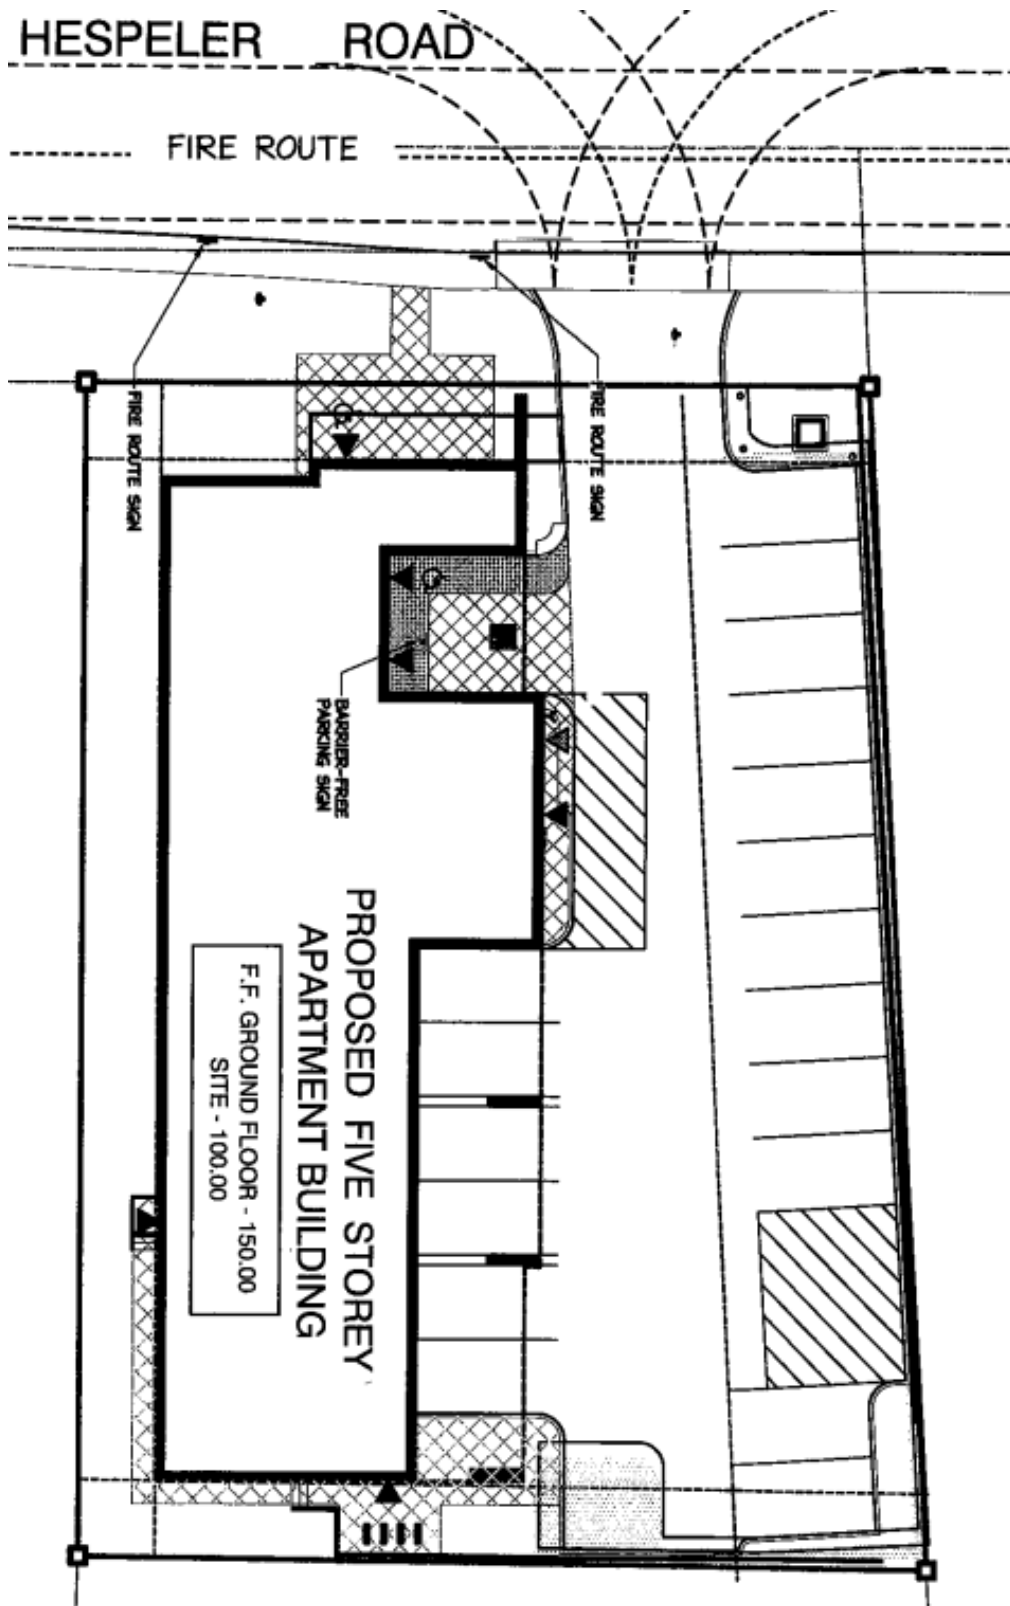 HESPELER ROAD
FIRE ROUTE
FIRE ROUTE SIGN
FIRE ROUTE SIGN
BARRIER-FREE
PARKING SIGN
PROPOSED FIVE STOREY
APARTMENT BUILDING
F.F. GROUND FLOOR - 150.00
SITE - 100.00